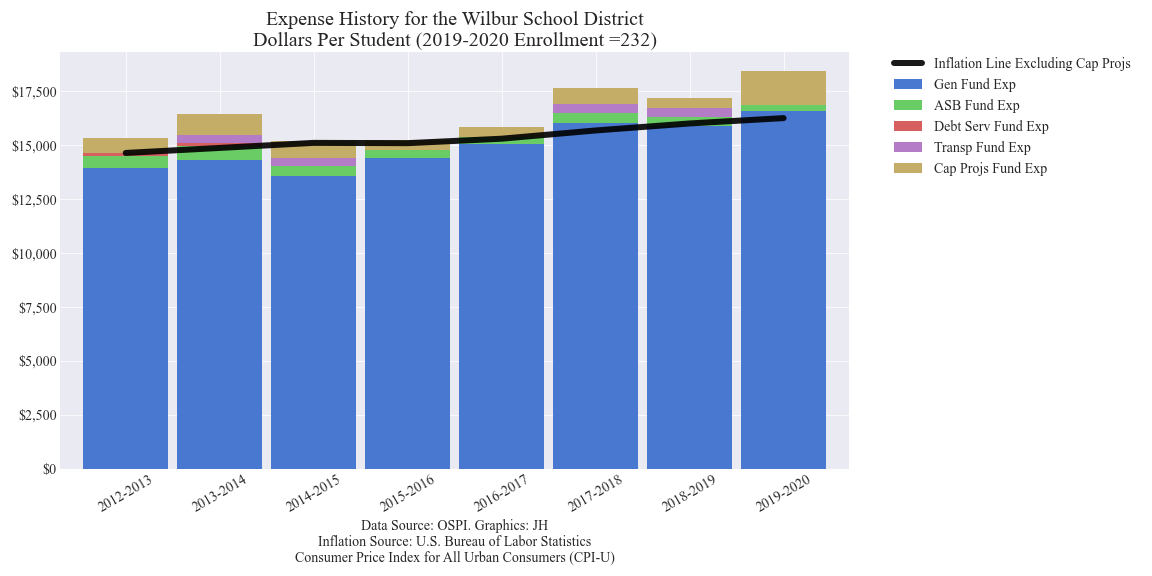 Expense History for the Wilbur School District
Dollars Per Student (2019-2020 Enrollment =232)
Inflation Line Excluding Cap Projs
Gen Fund Exp
ASB Fund Exp
Debt Serv Fund Exp
Transp Fund Exp
Cap Projs Fund Exp
$17,500
$15,000
$12,500
$10,000
$7,500
$5,000
$2,500
$0
2012-2013
2013-2014
2014-2015
2015-2016
2016-2017
2017-2018
2018-2019
2019-2020
Data Source: OSPI. Graphics: JH
Inflation Source: U.S. Bureau of Labor Statistics
Consumer Price Index for All Urban Consumers (CPI-U)